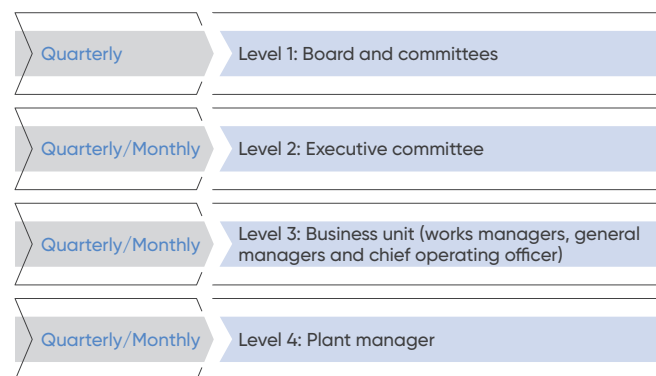 Quarterly
Level 1: Board and committees
Quarterly/Monthly
Level 2: Executive committee
Quarterly/Monthly
Level 3: Business unit (works managers, general
managers and chief operating officer)
Quarterly/Monthly
Level 4: Plant manager